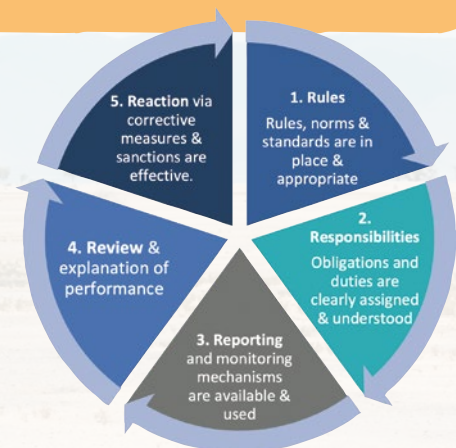 1. Rules
Rules, norms &
standards are in
place &
appropriate
2.
Responsibilities
Obligations and
duties are
clearly assigned
& understood
3. Reporting
and monitoring
mechanisms
are available &
used
4. Review &
explanation of
performance
5. Reaction via
corrective
measures &
sanctions are
effective.